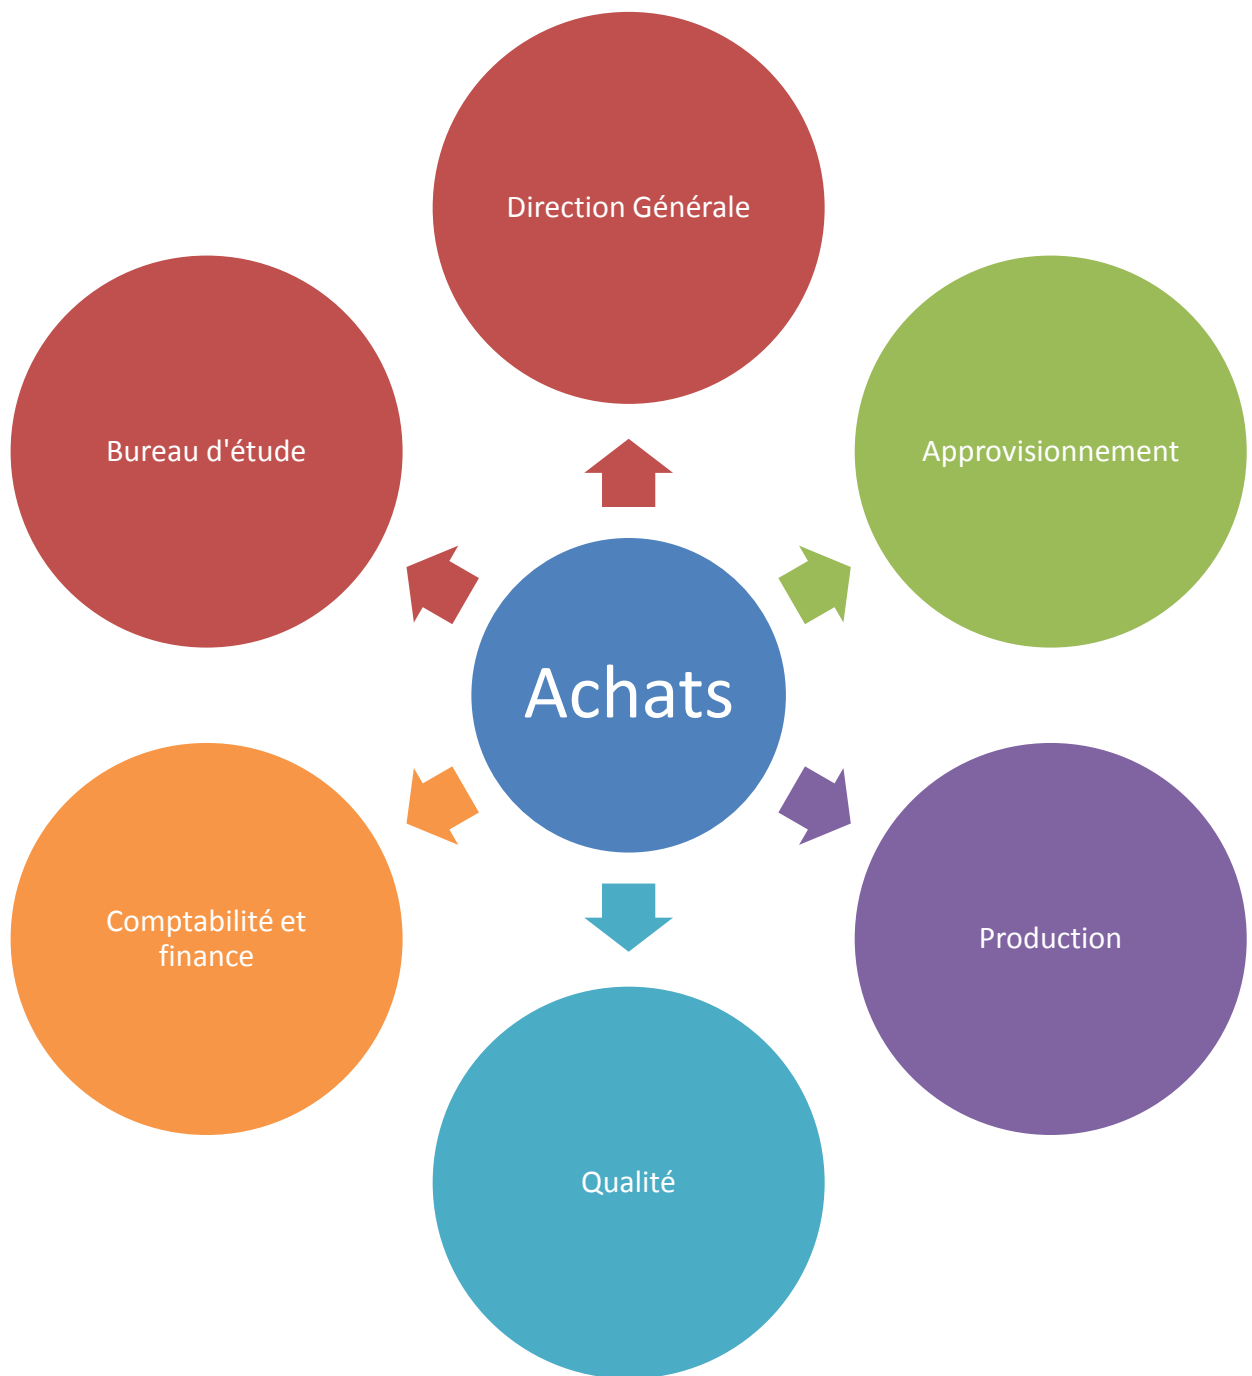 Direction Générale
Bureau d'étude
Approvisionnement
Achats
Comptabilité et
finance
Production
Qualité